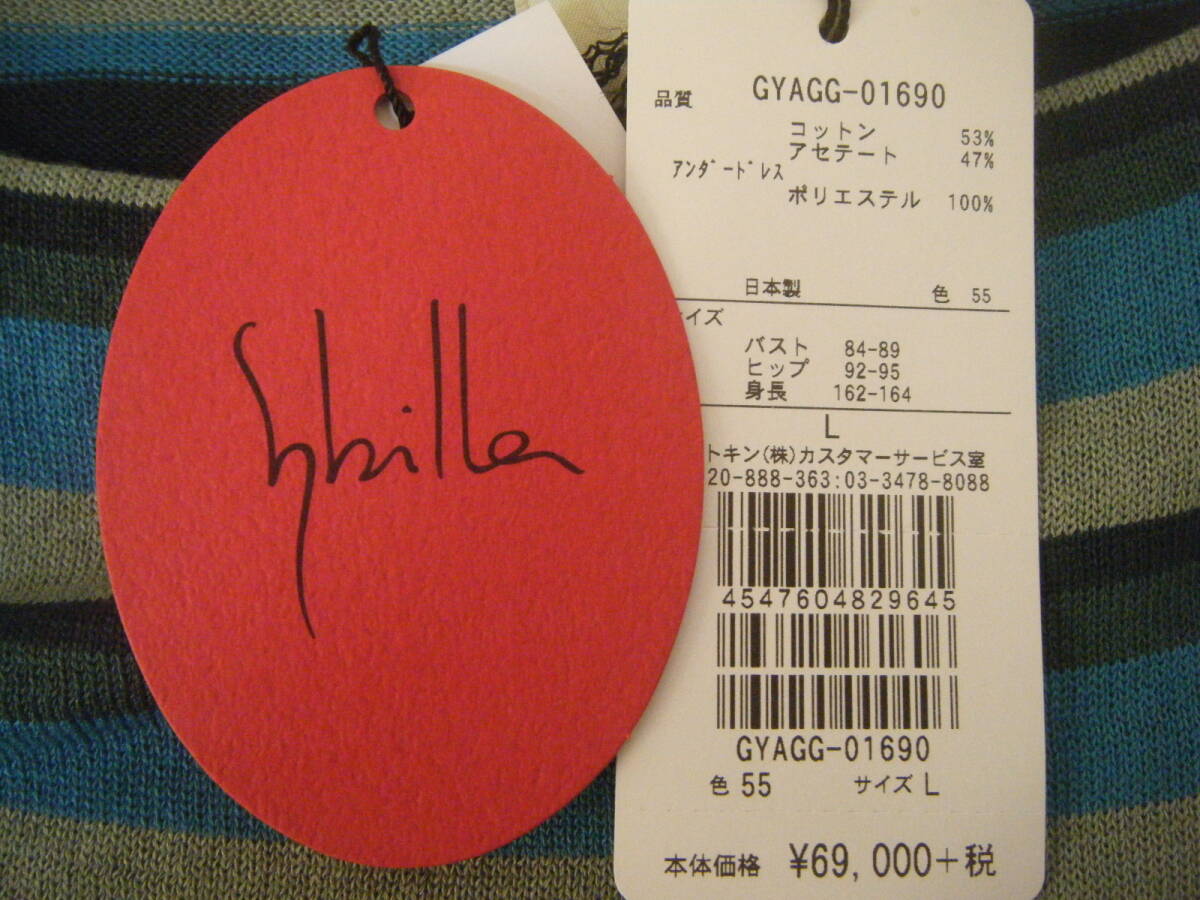 Sybilla
品質 GYAGG-01690
コットン 53%
アセテート 47%
アンダードレス
ポリエステル 100%
日本製 色 55
イズ
バスト 84-89
ヒップ 92-95
身長 162-164
L
トキン(株)カスタマーサービス室
20-888-363:03-3478-8088
4547604829645
GYAGG-01690
色 55 サイズ L
本体価格 ¥69,000+税